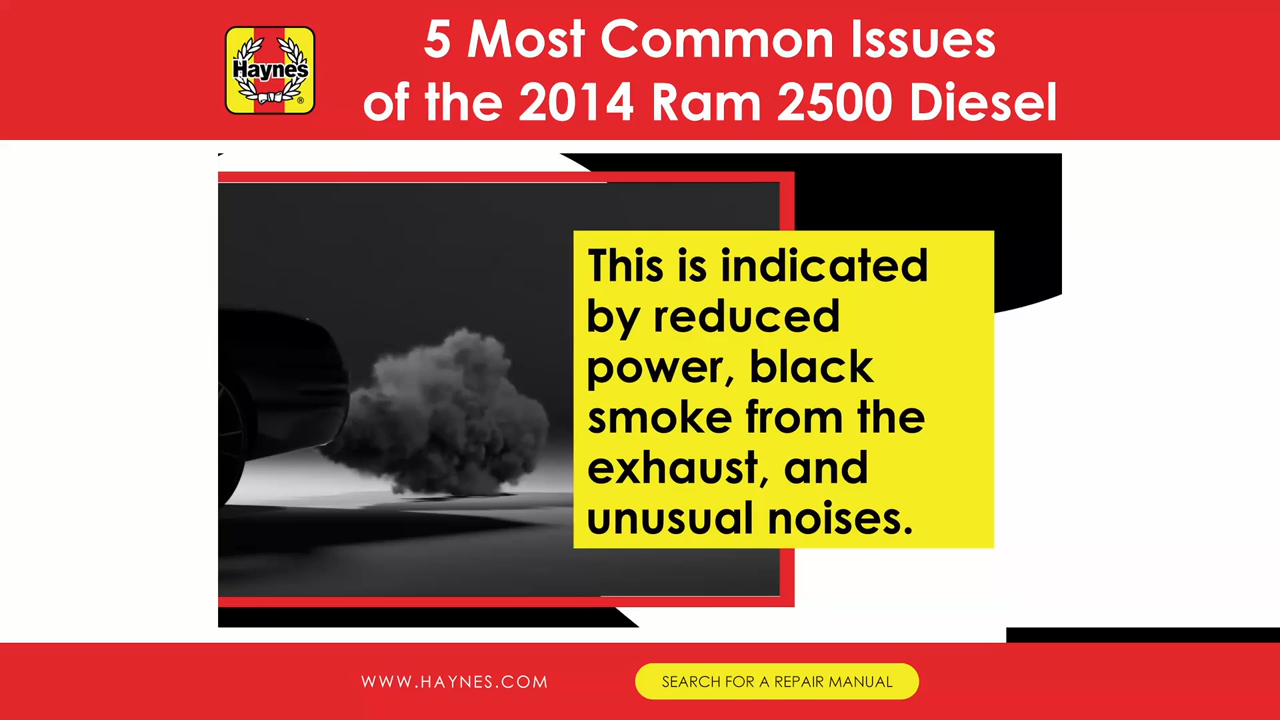 Haynes
5 Most Common Issues
of the 2014 Ram 2500 Diesel
This is indicated
by reduced
power, black
smoke from the
exhaust, and
unusual noises.
WWW.HAYNES.COM
SEARCH FOR A REPAIR MANUAL